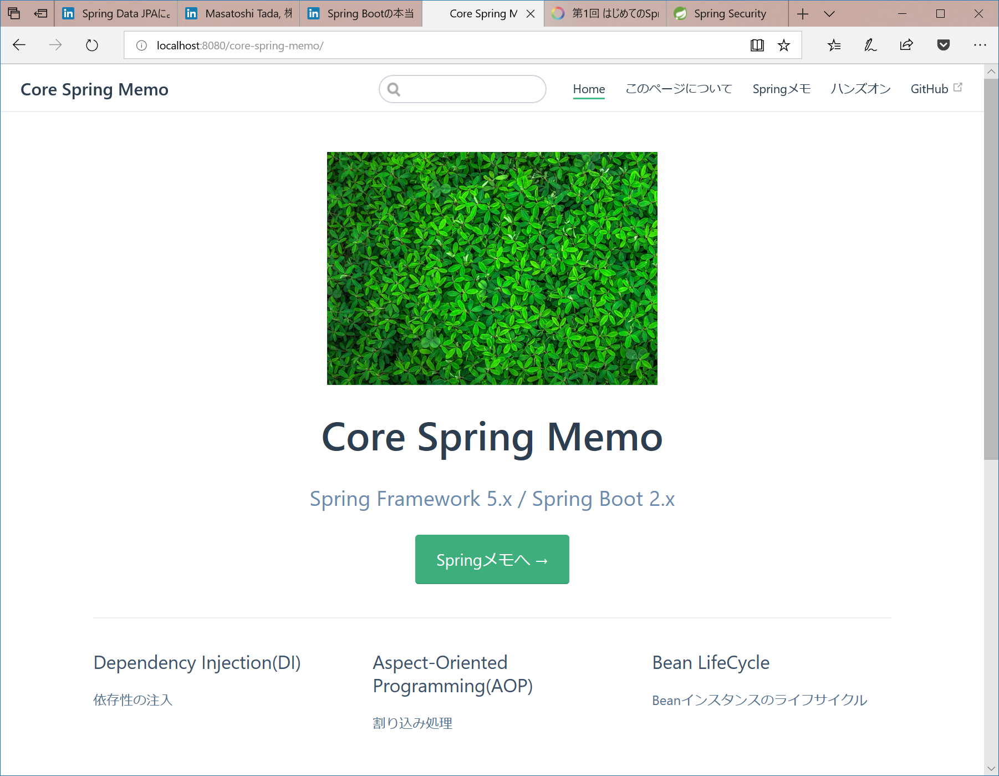 in Spring Data JPAに
in Masatoshi Tada, 株
in Spring Bootの本当
Core Spring M
第1回 はじめてのSpr
Spring Security
localhost:8080/core-spring-memo/
Core Spring Memo
Home
このページについて
Springメモ
ハンズオン
GitHub
Core Spring Memo
Spring Framework 5.x / Spring Boot 2.x
Springメモへ →
Dependency Injection(DI)
依存性の注入
Aspect-Oriented
Programming(AOP)
割り込み処理
Bean LifeCycle
Beanインスタンスのライフサイクル